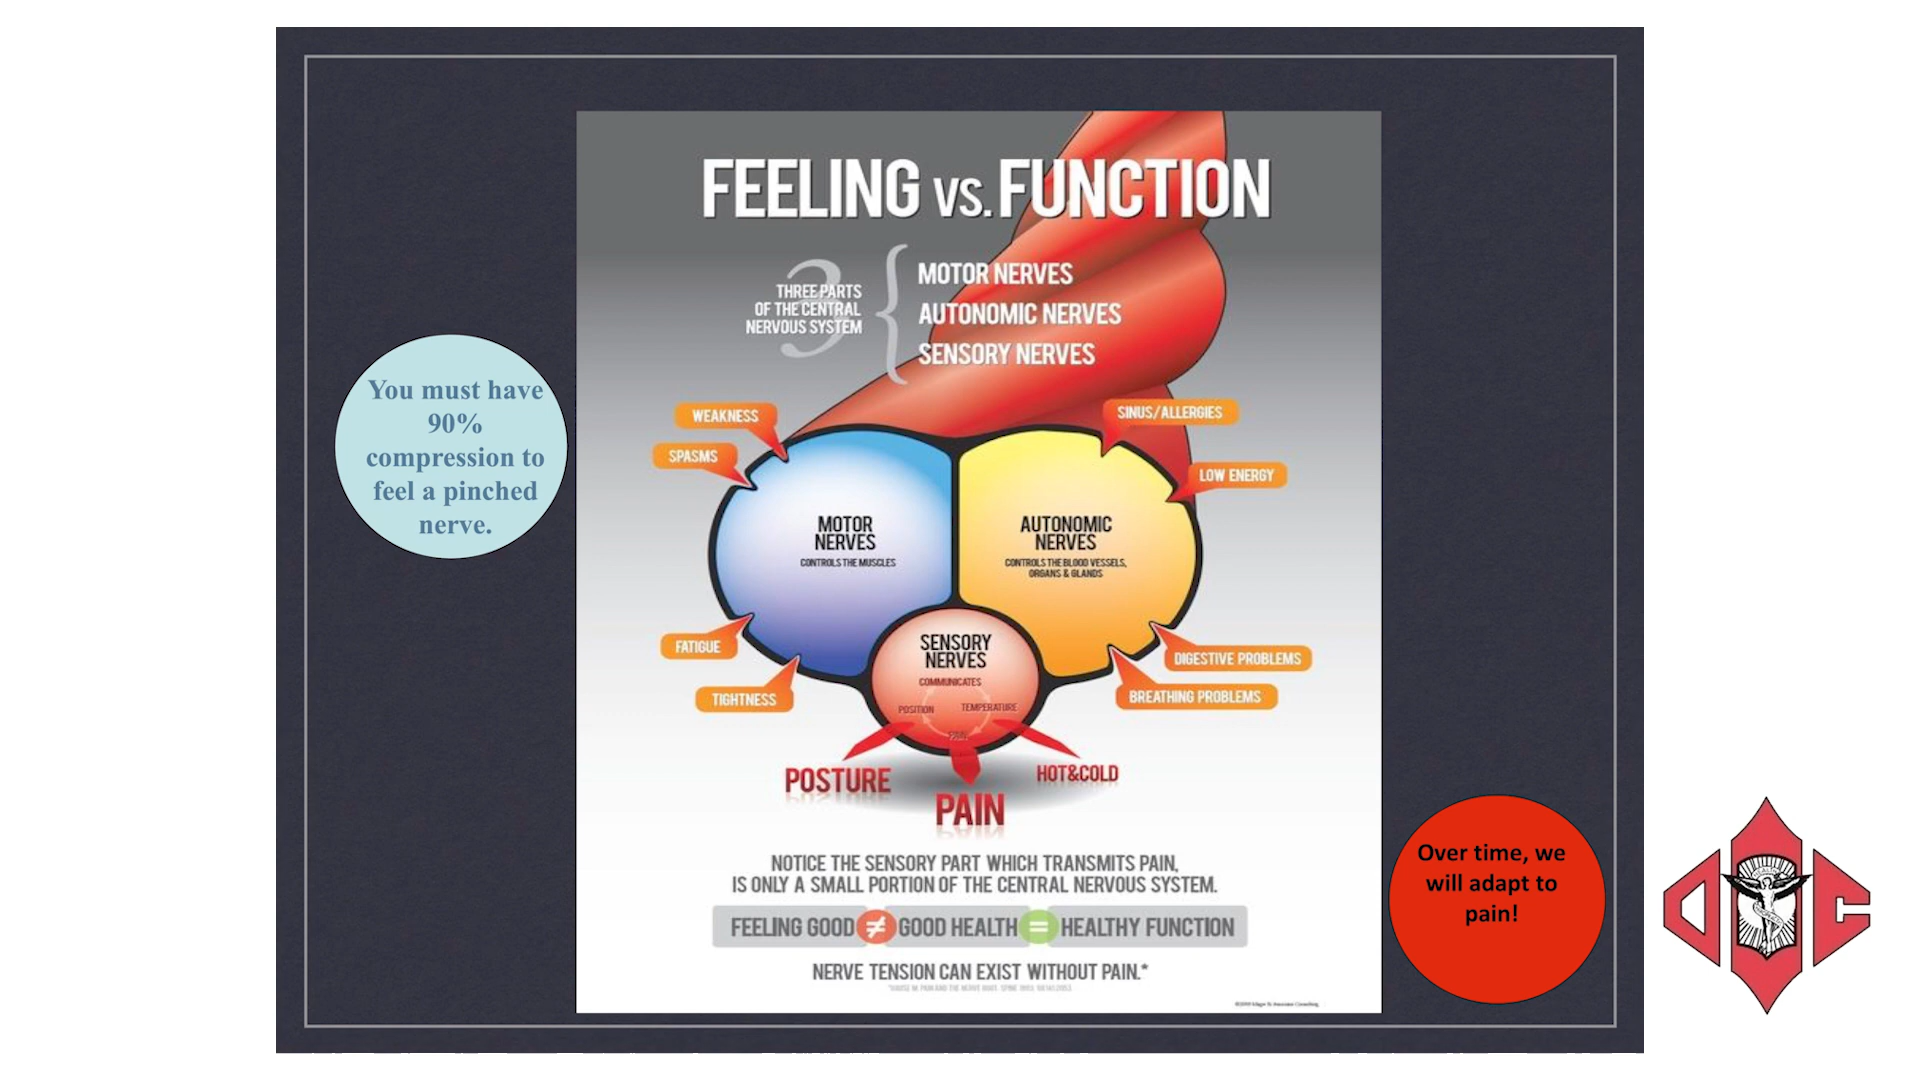 FEELING VS. FUNCTION
3
THREE PARTS
OF THE CENTRAL
NERVOUS SYSTEM
MOTOR NERVES
AUTONOMIC NERVES
SENSORY NERVES
You must have
90%
compression to
feel a pinched
nerve.
WEAKNESS
SPASMS
SINUS/ALLERGIES
LOW ENERGY
MOTOR
NERVES
CONTROLS THE MUSCLES
AUTONOMIC
NERVES
CONTROLS THE BLOOD VESSELS,
ORGANS & GLANDS
FATIGUE
TIGHTNESS
SENSORY
NERVES
COMMUNICATES
POSITION
TEMPERATURE
PAIN
DIGESTIVE PROBLEMS
BREATHING PROBLEMS
POSTURE
PAIN
HOT&COLD
NOTICE THE SENSORY PART WHICH TRANSMITS PAIN,
IS ONLY A SMALL PORTION OF THE CENTRAL NERVOUS SYSTEM.
FEELING GOOD ≠ GOOD HEALTH = HEALTHY FUNCTION
NERVE TENSION CAN EXIST WITHOUT PAIN.*
Over time, we
will adapt to
pain!